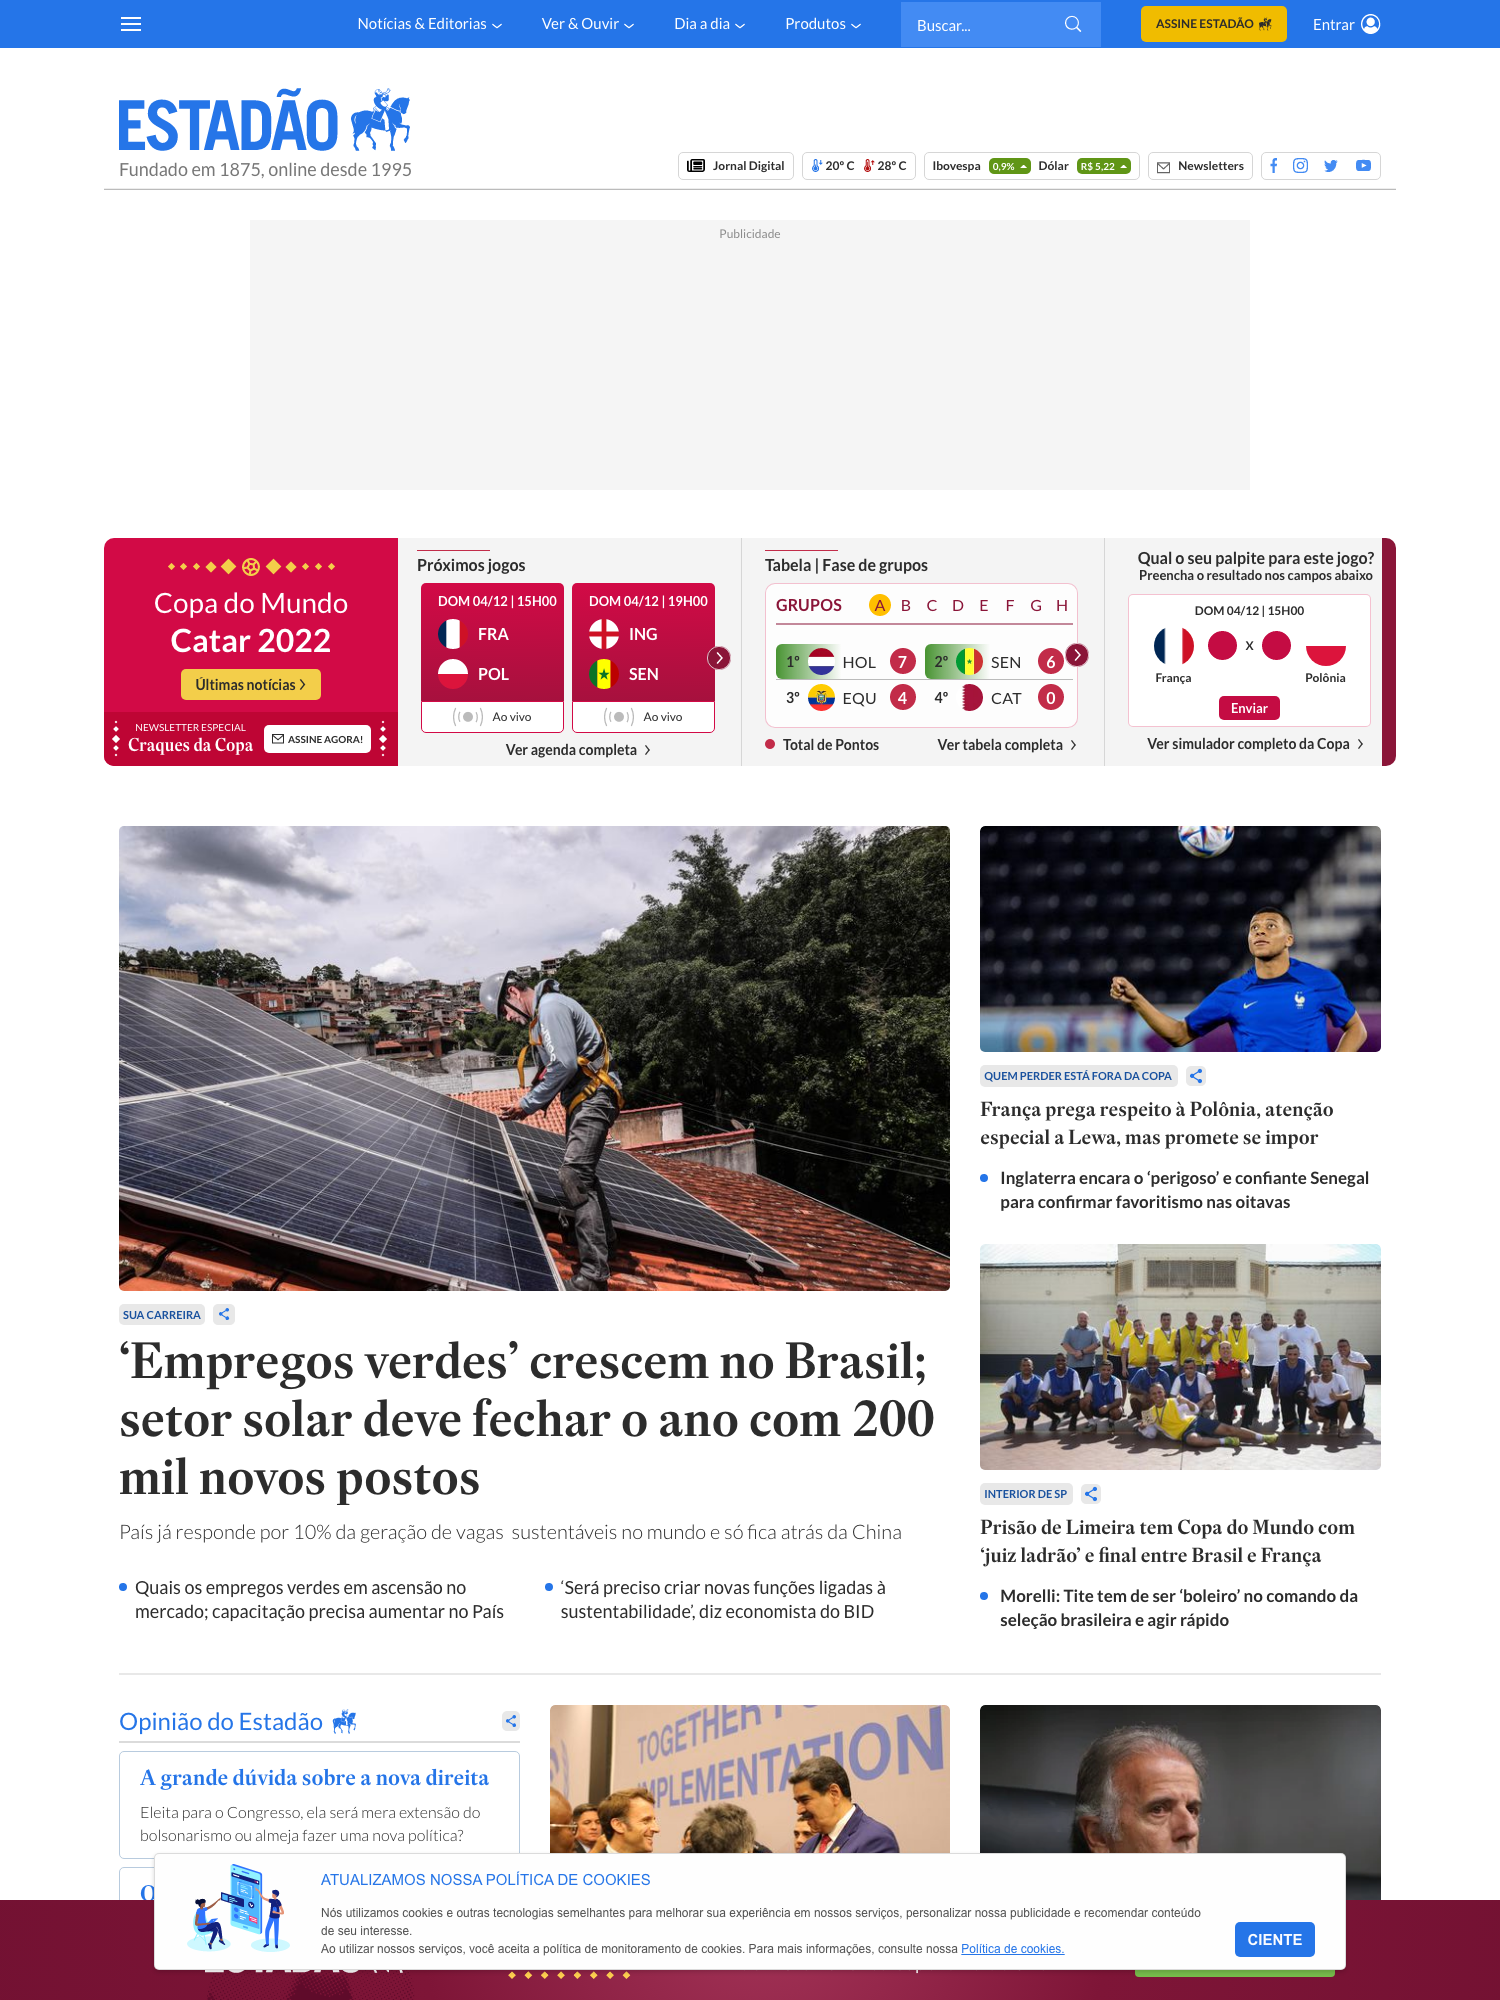 Notícias & Editorias
Ver & Ouvir
Dia a dia
Produtos
Buscar...
ASSINE ESTADÃO
Entrar
ESTADÃO
Fundado em 1875, online desde 1995
Jornal Digital
20° C
28° C
Ibovespa 0,9%
Dólar R$ 5,22
Newsletters
Publicidade
Copa do Mundo
Catar 2022
Últimas notícias
NEWSLETTER ESPECIAL
Craques da Copa
ASSINE AGORA!
Próximos jogos
DOM 04/12 | 15H00
FRA
POL
Ao vivo
DOM 04/12 | 19H00
ING
SEN
Ao vivo
Ver agenda completa
Tabela | Fase de grupos
GRUPOS A B C D E F G H
1° HOL 7
2° SEN 6
3° EQU 4
4° CAT 0
Total de Pontos
Ver tabela completa
Qual o seu palpite para este jogo?
Preencha o resultado nos campos abaixo
DOM 04/12 | 15H00
X
França
Polônia
Enviar
Ver simulador completo da Copa
SUA CARREIRA
‘Empregos verdes’ crescem no Brasil;
setor solar deve fechar o ano com 200
mil novos postos
País já responde por 10% da geração de vagas sustentáveis no mundo e só fica atrás da China
Quais os empregos verdes em ascensão no
mercado; capacitação precisa aumentar no País
‘Será preciso criar novas funções ligadas à
sustentabilidade’, diz economista do BID
QUEM PERDER ESTÁ FORA DA COPA
França prega respeito à Polônia, atenção
especial a Lewa, mas promete se impor
Inglaterra encara o ‘perigoso’ e confiante Senegal
para confirmar favoritismo nas oitavas
INTERIOR DE SP
Prisão de Limeira tem Copa do Mundo com
‘juiz ladrão’ e final entre Brasil e França
Morelli: Tite tem de ser ‘boleiro’ no comando da
seleção brasileira e agir rápido
Opinião do Estadão
A grande dúvida sobre a nova direita
Eleita para o Congresso, ela será mera extensão do
bolsonarismo ou almeja fazer uma nova política?
TOGETHER
IMPLEMENTATION
ATUALIZAMOS NOSSA POLÍTICA DE COOKIES
Nós utilizamos cookies e outras tecnologias semelhantes para melhorar sua experiência em nossos serviços, personalizar nossa publicidade e recomendar conteúdo
de seu interesse.
Ao utilizar nossos serviços, você aceita a política de monitoramento de cookies. Para mais informações, consulte nossa Política de cookies.
CIENTE